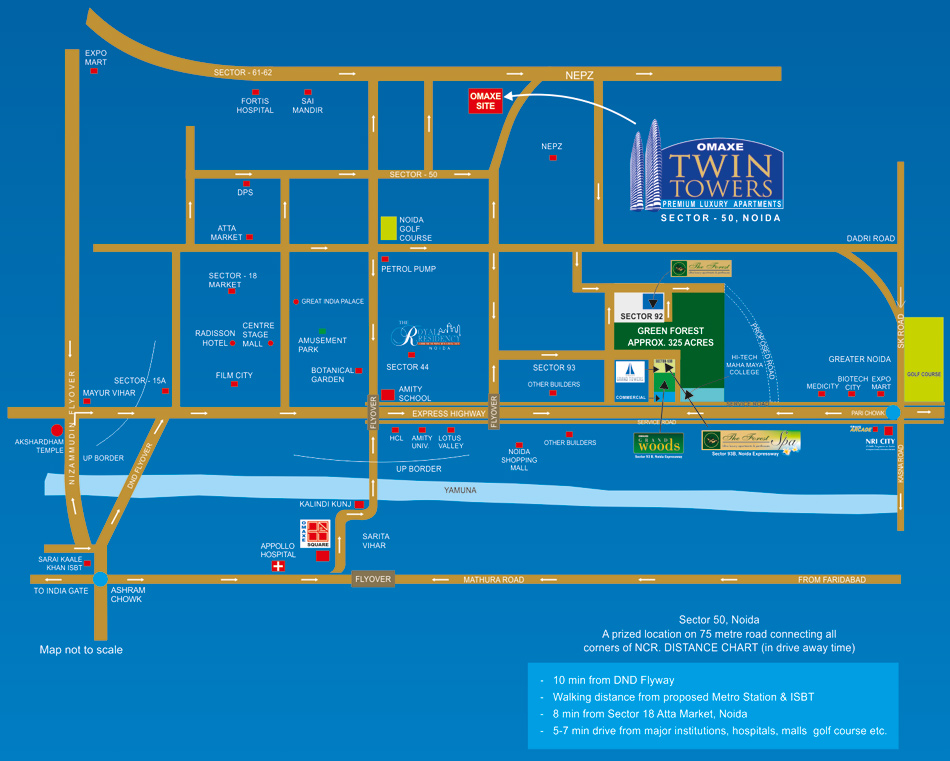 EXPO
MART
SECTOR - 61-62
NEPZ
FORTIS
HOSPITAL
SAI
MANDIR
OMAXE
SITE
NEPZ
OMAXE
TWIN
TOWERS
PREMIUM LUXURY APARTMENTS
SECTOR - 50, NOIDA
SECTOR - 50
DPS
ATTA
MARKET
NOIDA
GOLF
COURSE
DADRI ROAD
PETROL PUMP
SECTOR - 18
MARKET
GREAT INDIA PALACE
The Forest
SECTOR 92
GREEN FOREST
APPROX. 325 ACRES
PROPOSED ROAD
SK ROAD
RADISSON
HOTEL
CENTRE
STAGE
MALL
AMUSEMENT
PARK
THE
ROYAL RESIDENCY
NOIDA
SECTOR 44
HI-TECH
MAHA MAYA
COLLEGE
GREATER NOIDA
SECTOR 93
OTHER BUILDERS
COMMERCIAL
GOLF COURSE
FILM CITY
BOTANICAL
GARDEN
SECTOR - 15A
MAYUR VIHAR
AMITY
SCHOOL
MEDICITY
BIOTECH
CITY
EXPO
MART
NIZAMMUDIN FLYOVER
FLYOVER
EXPRESS HIGHWAY
FLYOVER
SERVICE ROAD
PARI CHOWK
SERVICE ROAD
AKSHARDHAM
TEMPLE
HCL
AMITY
UNIV.
LOTUS
VALLEY
OTHER BUILDERS
GRAND
WOODS
Sector 93 B, Noida Expressway
The Forest
Spa
Sector 93B, Noida Expressway
NRI CITY
UP BORDER
DND FLYOVER
UP BORDER
NOIDA
SHOPPING
MALL
KASNA ROAD
YAMUNA
KALINDI KUNJ
OMAXE
SQUARE
SARITA
VIHAR
APPOLLO
HOSPITAL
SARAI KAALE
KHAN ISBT
TO INDIA GATE
ASHRAM
CHOWK
FLYOVER
MATHURA ROAD
FROM FARIDABAD
Map not to scale
Sector 50, Noida
A prized location on 75 metre road connecting all
corners of NCR. DISTANCE CHART (in drive away time)
- 10 min from DND Flyway
- Walking distance from proposed Metro Station & ISBT
- 8 min from Sector 18 Atta Market, Noida
- 5-7 min drive from major institutions, hospitals, malls golf course etc.